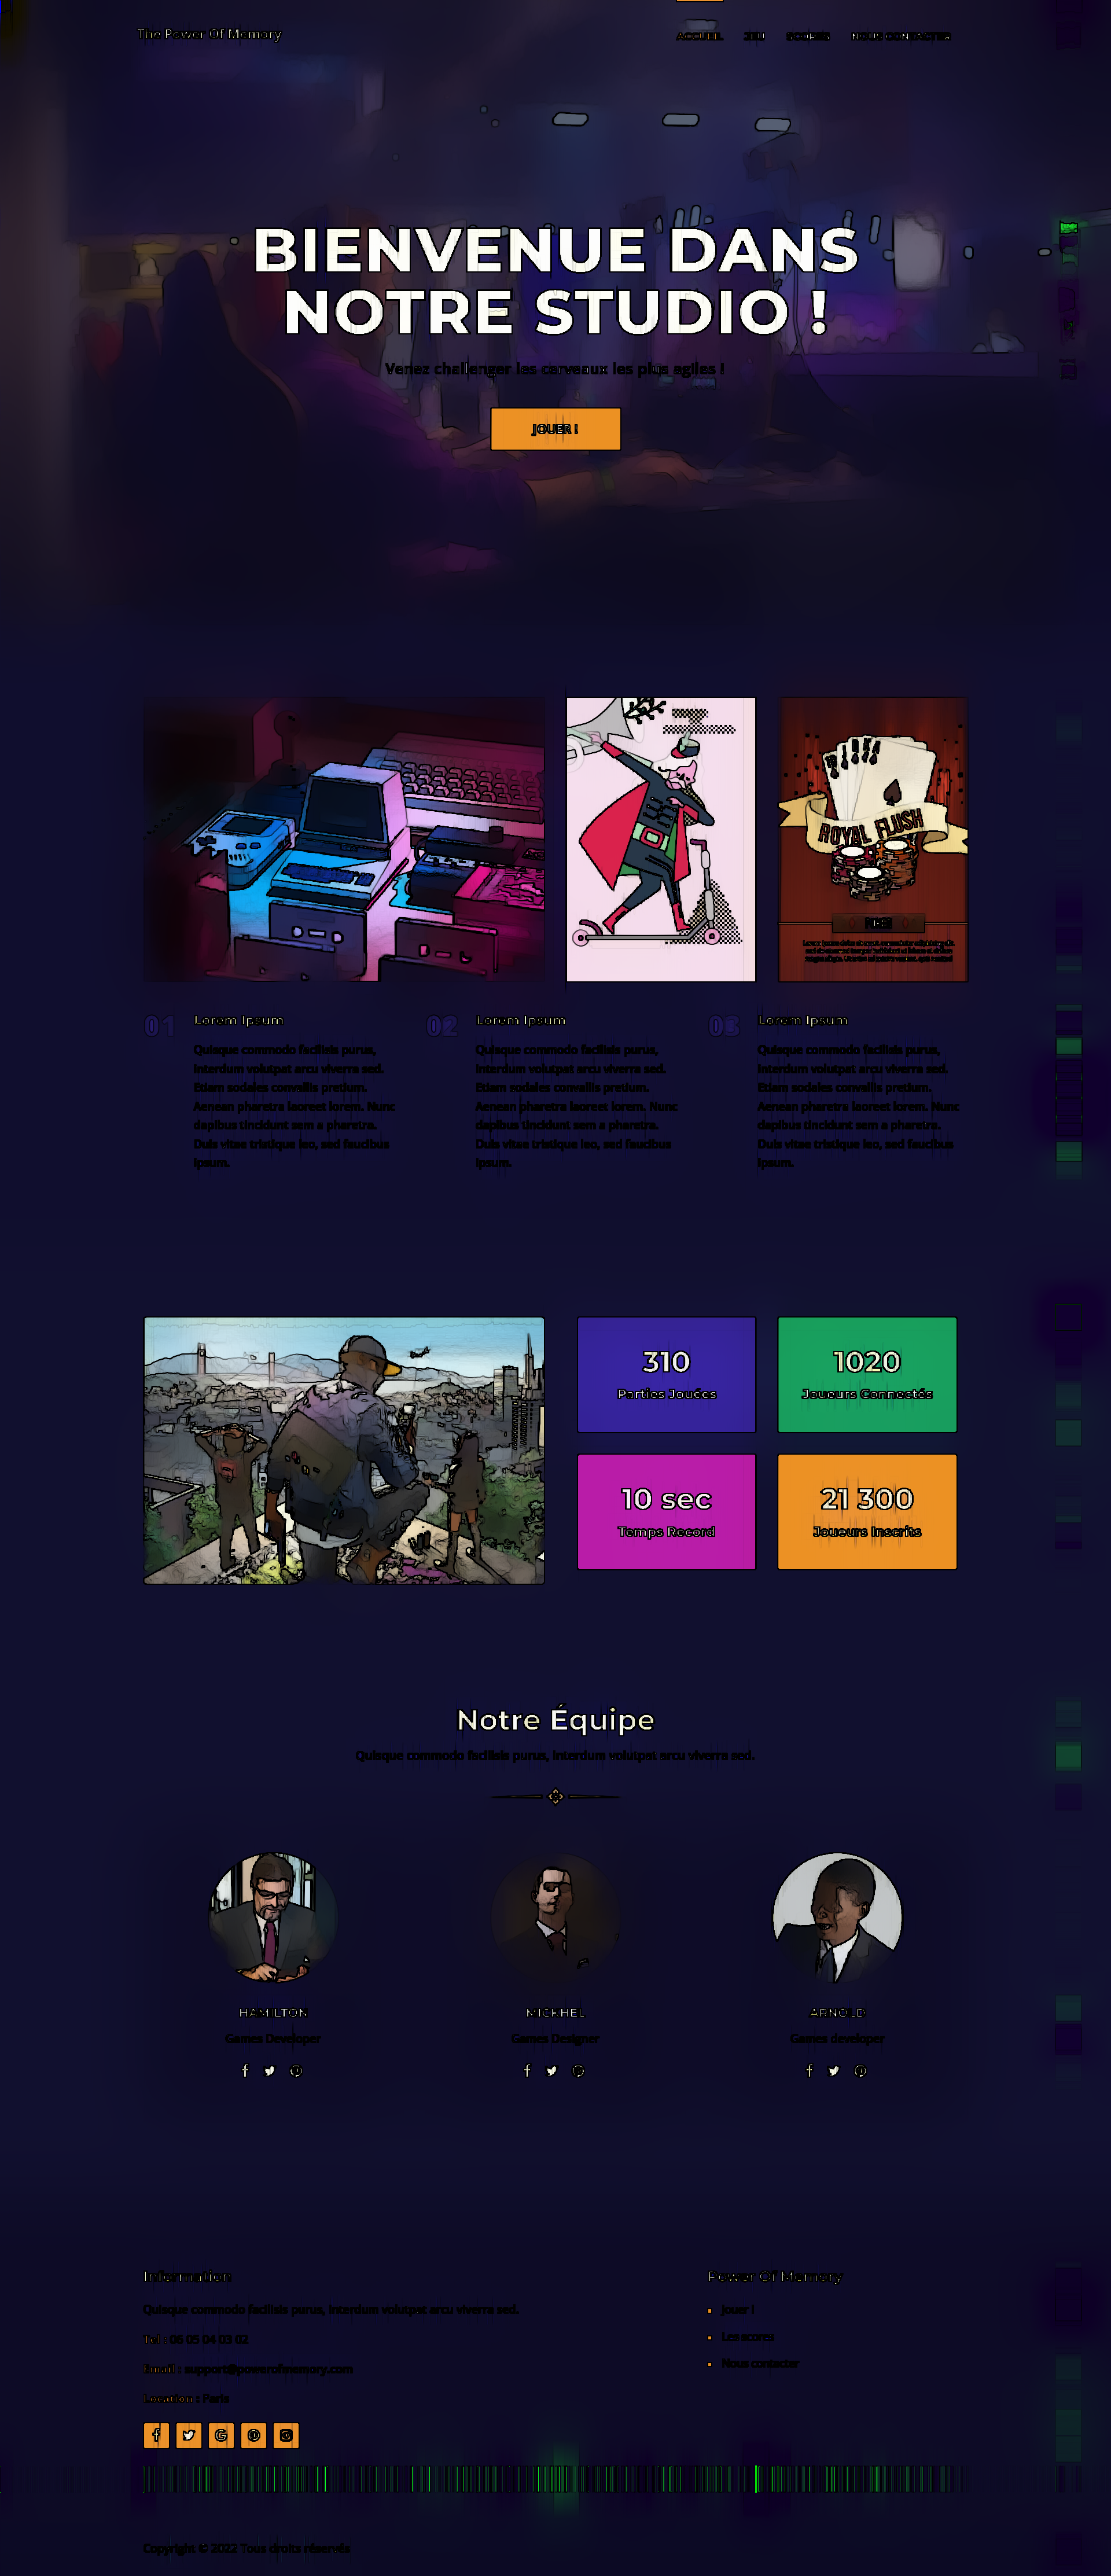 The Power Of Memory
ACCUEIL JEU SCORES NOUS CONTACTER
BIENVENUE DANS
NOTRE STUDIO !
Venez challenger les cerveaux les plus agiles !
JOUER !
ROYAL FLUSH
01 Lorem Ipsum
Quisque commodo facilisis purus,
interdum volutpat arcu viverra sed.
Etiam sodales convallis pretium.
Aenean pharetra laoreet lorem. Nunc
dapibus tincidunt sem a pharetra.
Duis vitae tristique leo, sed faucibus
ipsum.
02 Lorem Ipsum
Quisque commodo facilisis purus,
interdum volutpat arcu viverra sed.
Etiam sodales convallis pretium.
Aenean pharetra laoreet lorem. Nunc
dapibus tincidunt sem a pharetra.
Duis vitae tristique leo, sed faucibus
ipsum.
03 Lorem Ipsum
Quisque commodo facilisis purus,
interdum volutpat arcu viverra sed.
Etiam sodales convallis pretium.
Aenean pharetra laoreet lorem. Nunc
dapibus tincidunt sem a pharetra.
Duis vitae tristique leo, sed faucibus
ipsum.
310
Parties Jouées
1020
Joueurs Connectés
10 sec
Temps Record
21 300
Joueurs Inscrits
Notre Équipe
Quisque commodo facilisis purus, interdum volutpat arcu viverra sed.
HAMILTON
Games Developer
MICKHEL
Games Designer
ARNOLD
Games developer
Information
Quisque commodo facilisis purus, interdum volutpat arcu viverra sed.
Tel : 06 05 04 03 02
Email : support@powerofmemory.com
Location : Paris
Power Of Memory
Jouer !
Les scores
Nous contacter
Copyright © 2022 Tous droits réservés